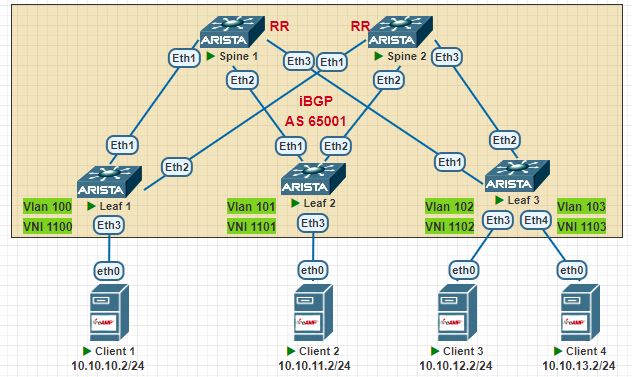 RR
RR
ARISTA
ARISTA
Spine 1
Spine 2
Eth1
Eth3
Eth1
Eth3
Eth2
Eth2
iBGP
AS 65001
Eth1
Eth2
Eth1
Eth2
Eth1
Eth2
ARISTA
ARISTA
ARISTA
Vlan 100
Leaf 1
Vlan 101
Leaf 2
Vlan 102
Leaf 3
Vlan 103
VNI 1100
Eth3
VNI 1101
Eth3
VNI 1102
Eth3
Eth4
VNI 1103
eth0
eth0
eth0
eth0
Client 1
Client 2
Client 3
Client 4
10.10.10.2/24
10.10.11.2/24
10.10.12.2/24
10.10.13.2/24